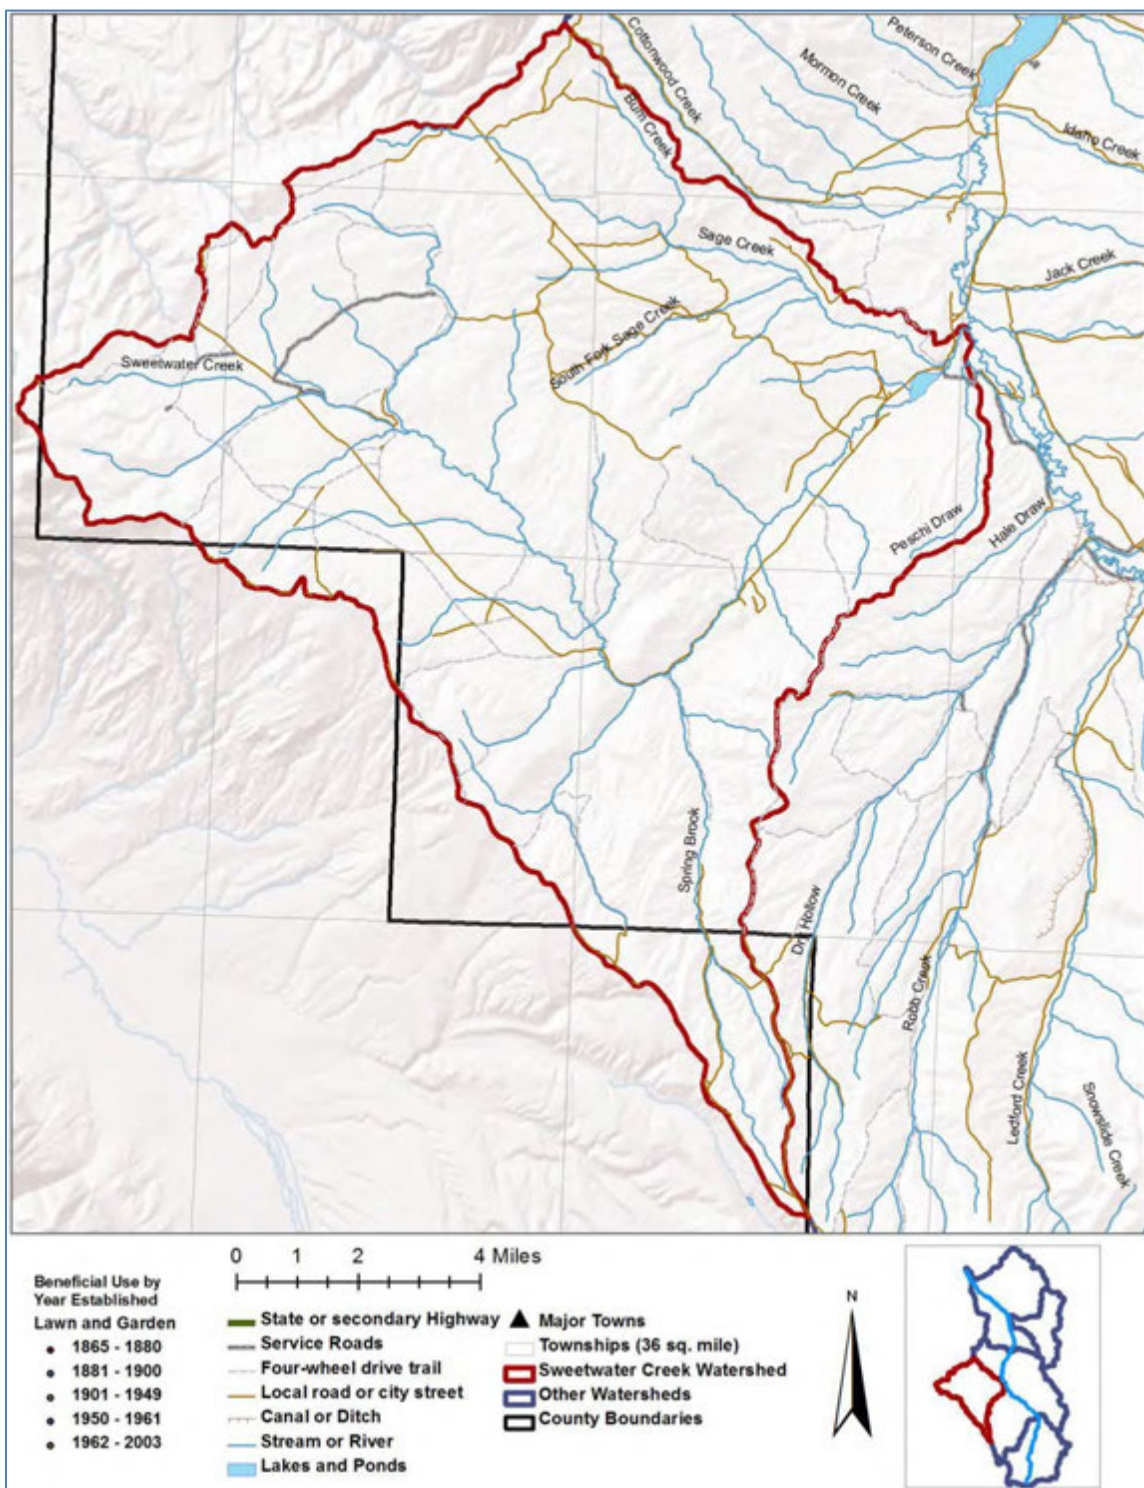 Peterson Creek
Cottonwood Creek
Mormon Creek
Burn Creek
Idaho Creek
Sage Creek
Jack Creek
South Fork Sage Creek
Sweetwater Creek
Peschi Draw
Hale Draw
Spring Brook
Dry Hollow
Robb Creek
Ledford Creek
Snowslide Creek
0 1 2 4 Miles
Beneficial Use by
Year Established
Lawn and Garden
1865 - 1880
1881 - 1900
1901 - 1949
1950 - 1961
1962 - 2003
State or secondary Highway
Service Roads
Four-wheel drive trail
Local road or city street
Canal or Ditch
Stream or River
Lakes and Ponds
Major Towns
Townships (36 sq. mile)
Sweetwater Creek Watershed
Other Watersheds
County Boundaries
N